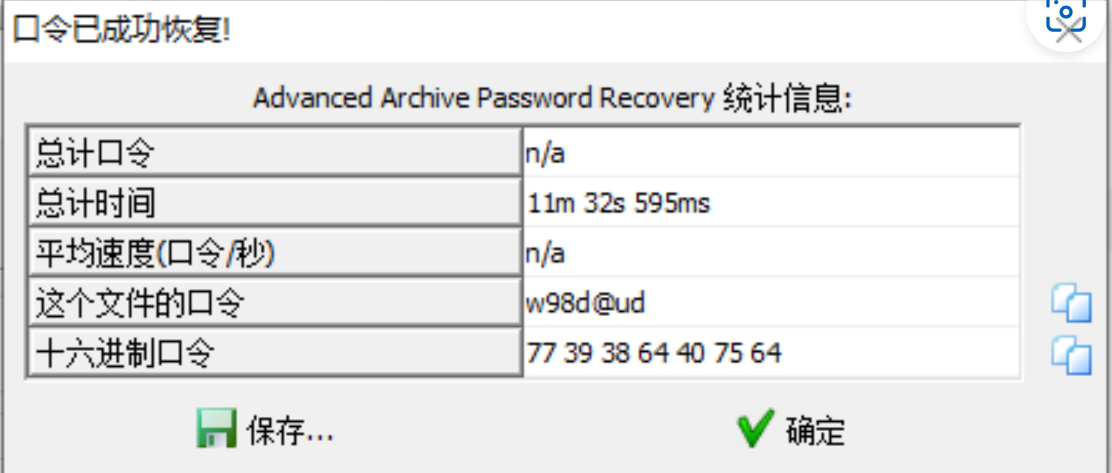 口令已成功恢复!
Advanced Archive Password Recovery 统计信息:
总计口令 n/a
总计时间 11m 32s 595ms
平均速度(口令/秒) n/a
这个文件的口令 w98d@ud
十六进制口令 77 39 38 64 40 75 64
保存... 确定